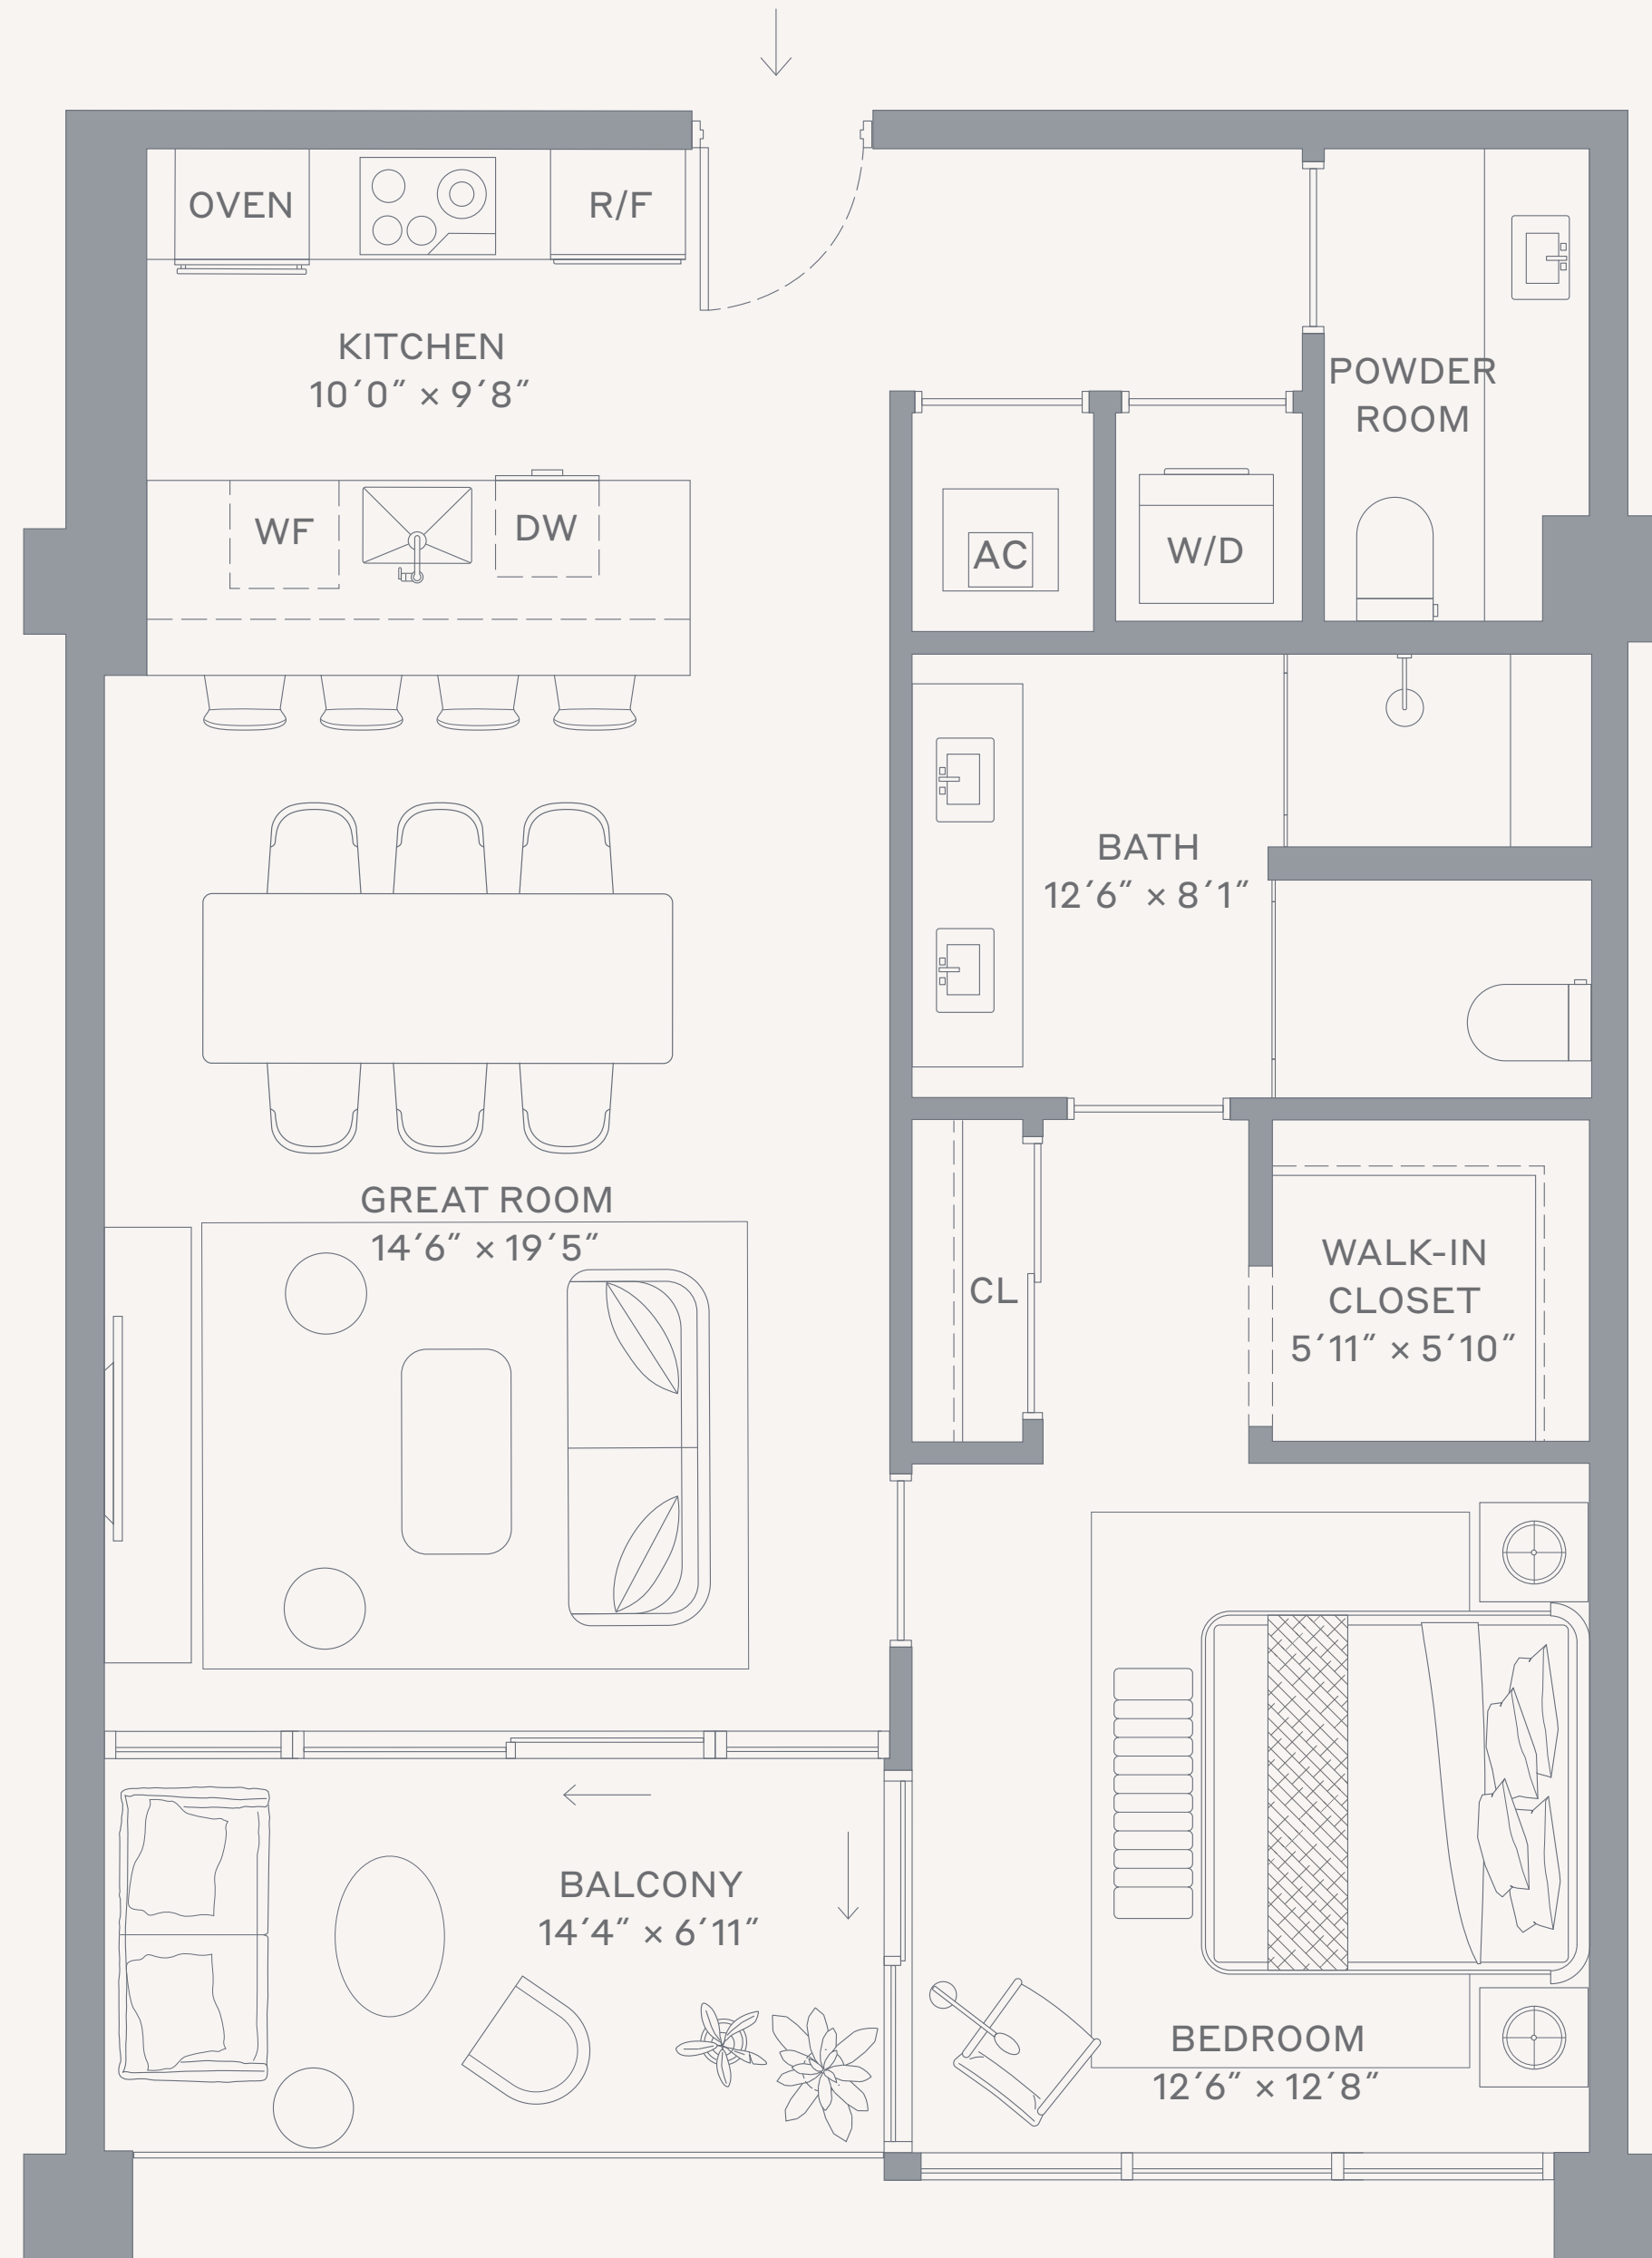 OVEN
R/F
KITCHEN
10´0˝ × 9´8˝
POWDER
ROOM
WF
DW
AC
W/D
BATH
12´6˝ × 8´1˝
GREAT ROOM
14´6˝ × 19´5˝
CL
WALK-IN
CLOSET
5´11˝ × 5´10˝
BALCONY
14´4˝ × 6´11˝
BEDROOM
12´6˝ × 12´8˝